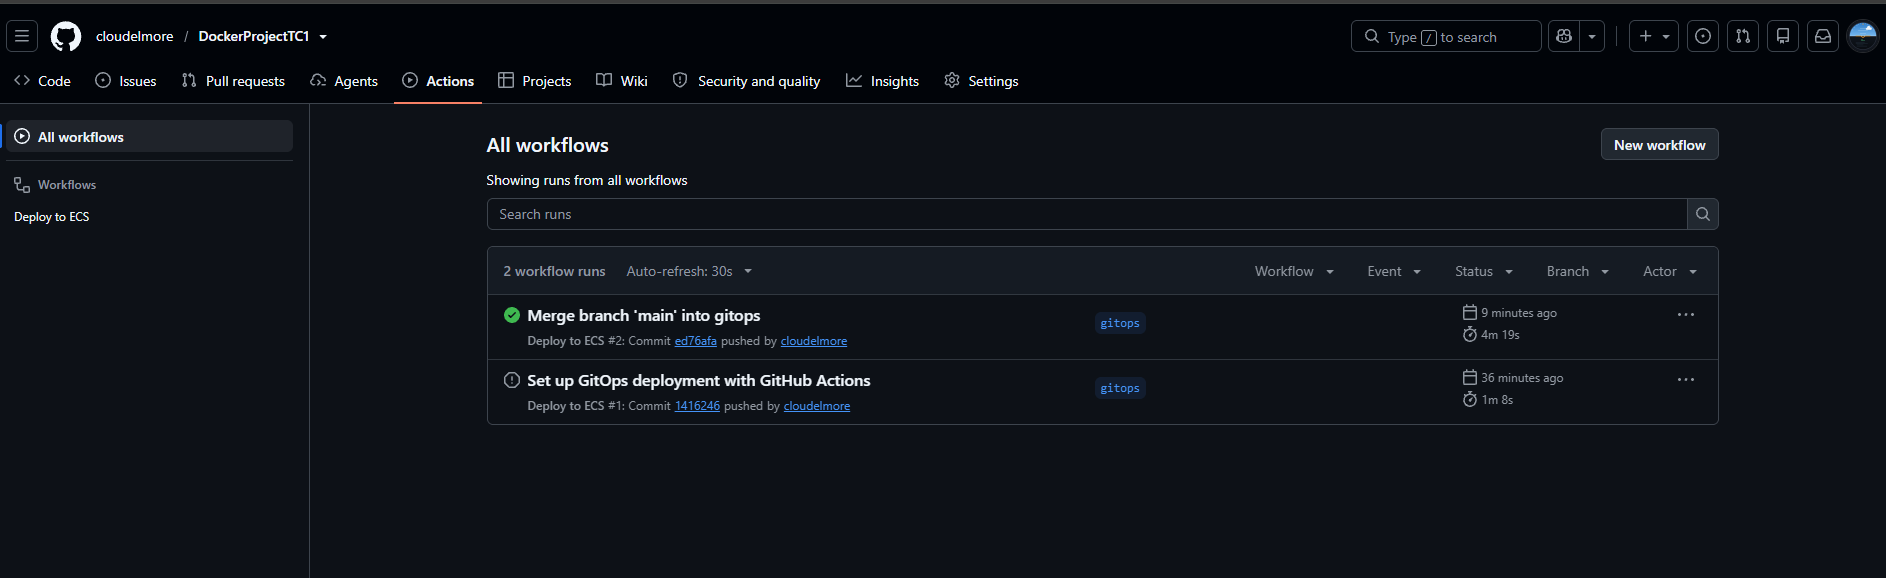 cloudelmore / DockerProjectTC1
Type / to search
Code Issues Pull requests Agents Actions Projects Wiki Security and quality Insights Settings
All workflows
Workflows
Deploy to ECS
All workflows
New workflow
Showing runs from all workflows
Search runs
2 workflow runs Auto-refresh: 30s Workflow Event Status Branch Actor
Merge branch 'main' into gitops
Deploy to ECS #2: Commit ed76afa pushed by cloudelmore
gitops
9 minutes ago
4m 19s
Set up GitOps deployment with GitHub Actions
Deploy to ECS #1: Commit 1416246 pushed by cloudelmore
gitops
36 minutes ago
1m 8s